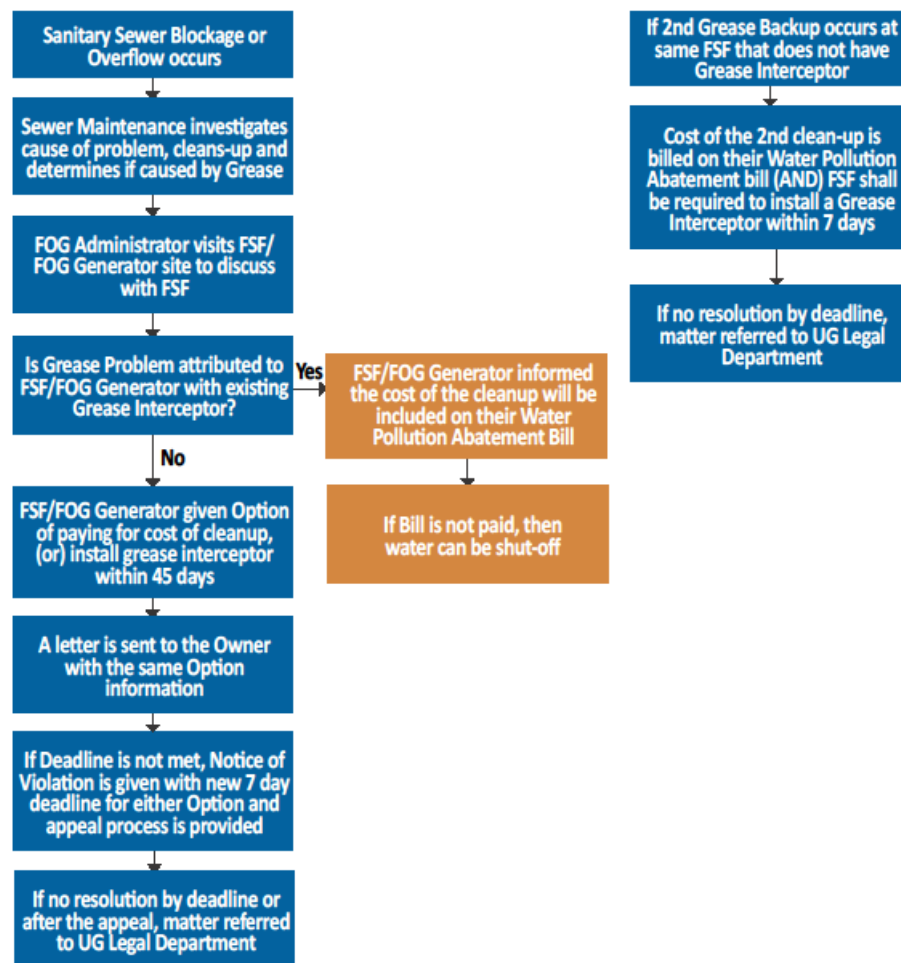 Sanitary Sewer Blockage or
Overflow occurs
Sewer Maintenance investigates
cause of problem, cleans-up and
determines if caused by Grease
FOG Administrator visits FSF/
FOG Generator site to discuss
with FSF
Is Grease Problem attributed to
FSF/FOG Generator with existing
Grease Interceptor?
Yes
FSF/FOG Generator informed
the cost of the cleanup will be
included on their Water
Pollution Abatement Bill
If Bill is not paid, then
water can be shut-off
No
FSF/FOG Generator given Option
of paying for cost of cleanup,
(or) install grease interceptor
within 45 days
A letter is sent to the Owner
with the same Option
information
If Deadline is not met, Notice of
Violation is given with new 7 day
deadline for either Option and
appeal process is provided
If no resolution by deadline or
after the appeal, matter referred
to UG Legal Department
If 2nd Grease Backup occurs at
same FSF that does not have
Grease Interceptor
Cost of the 2nd clean-up is
billed on their Water Pollution
Abatement bill (AND) FSF shall
be required to install a Grease
Interceptor within 7 days
If no resolution by deadline,
matter referred to UG Legal
Department